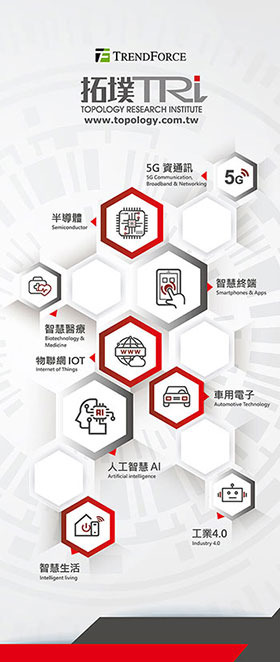 TRENDFORCE
拓墣TRi
TOPOLOGY RESEARCH INSTITUTE
www.topology.com.tw
5G 資通訊
5G Communication,
Broadband & Networking
5G
半導體
Semiconductor
智慧終端
Smartphones & Apps
智慧醫療
Biotechnology &
Medicine
物聯網 IOT
Internet of Things
WWW
車用電子
Automotive Technology
AI
人工智慧 AI
Artificial intelligence
工業4.0
Industry 4.0
智慧生活
Intelligent living